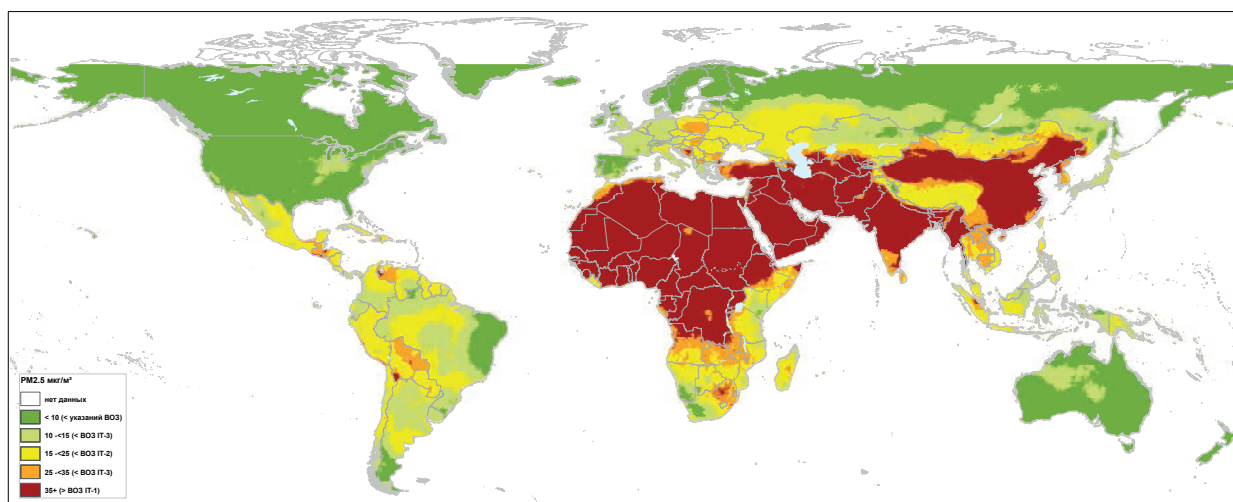 PM2.5 мкг/м³
нет данных
< 10 (< указаний ВОЗ)
10 -<15 (< ВОЗ IT-3)
15 -<25 (< ВОЗ IT-2)
25 -<35 (< ВОЗ IT-3)
35+ (> ВОЗ IT-1)